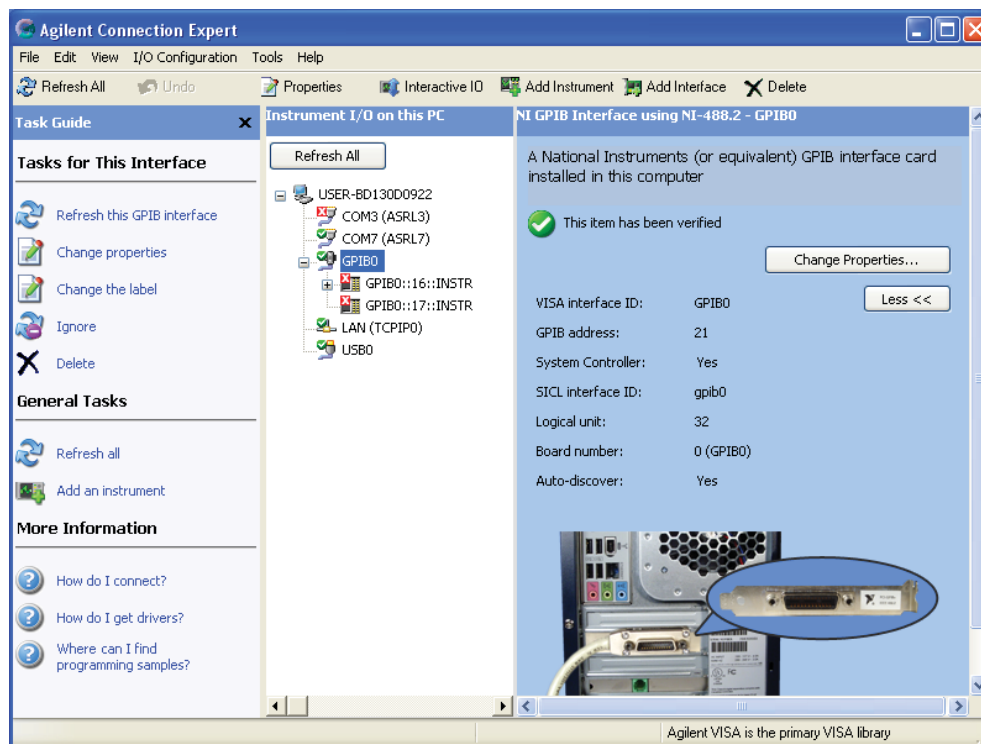 Agilent Connection Expert
File Edit View I/O Configuration Tools Help
Refresh All Undo Properties Interactive IO Add Instrument Add Interface Delete
Task Guide
Tasks for This Interface
Refresh this GPIB interface
Change properties
Change the label
Ignore
Delete
General Tasks
Refresh all
Add an instrument
More Information
How do I connect?
How do I get drivers?
Where can I find
programming samples?
Instrument I/O on this PC
Refresh All
USER-BD130D0922
COM3 (ASRL3)
COM7 (ASRL7)
GPIB0
GPIB0::16::INSTR
GPIB0::17::INSTR
LAN (TCPIP0)
USB0
NI GPIB Interface using NI-488.2 - GPIB0
A National Instruments (or equivalent) GPIB interface card
installed in this computer
This item has been verified
Change Properties...
Less <<
VISA interface ID: GPIB0
GPIB address: 21
System Controller: Yes
SICL interface ID: gpib0
Logical unit: 32
Board number: 0 (GPIB0)
Auto-discover: Yes
Agilent VISA is the primary VISA library